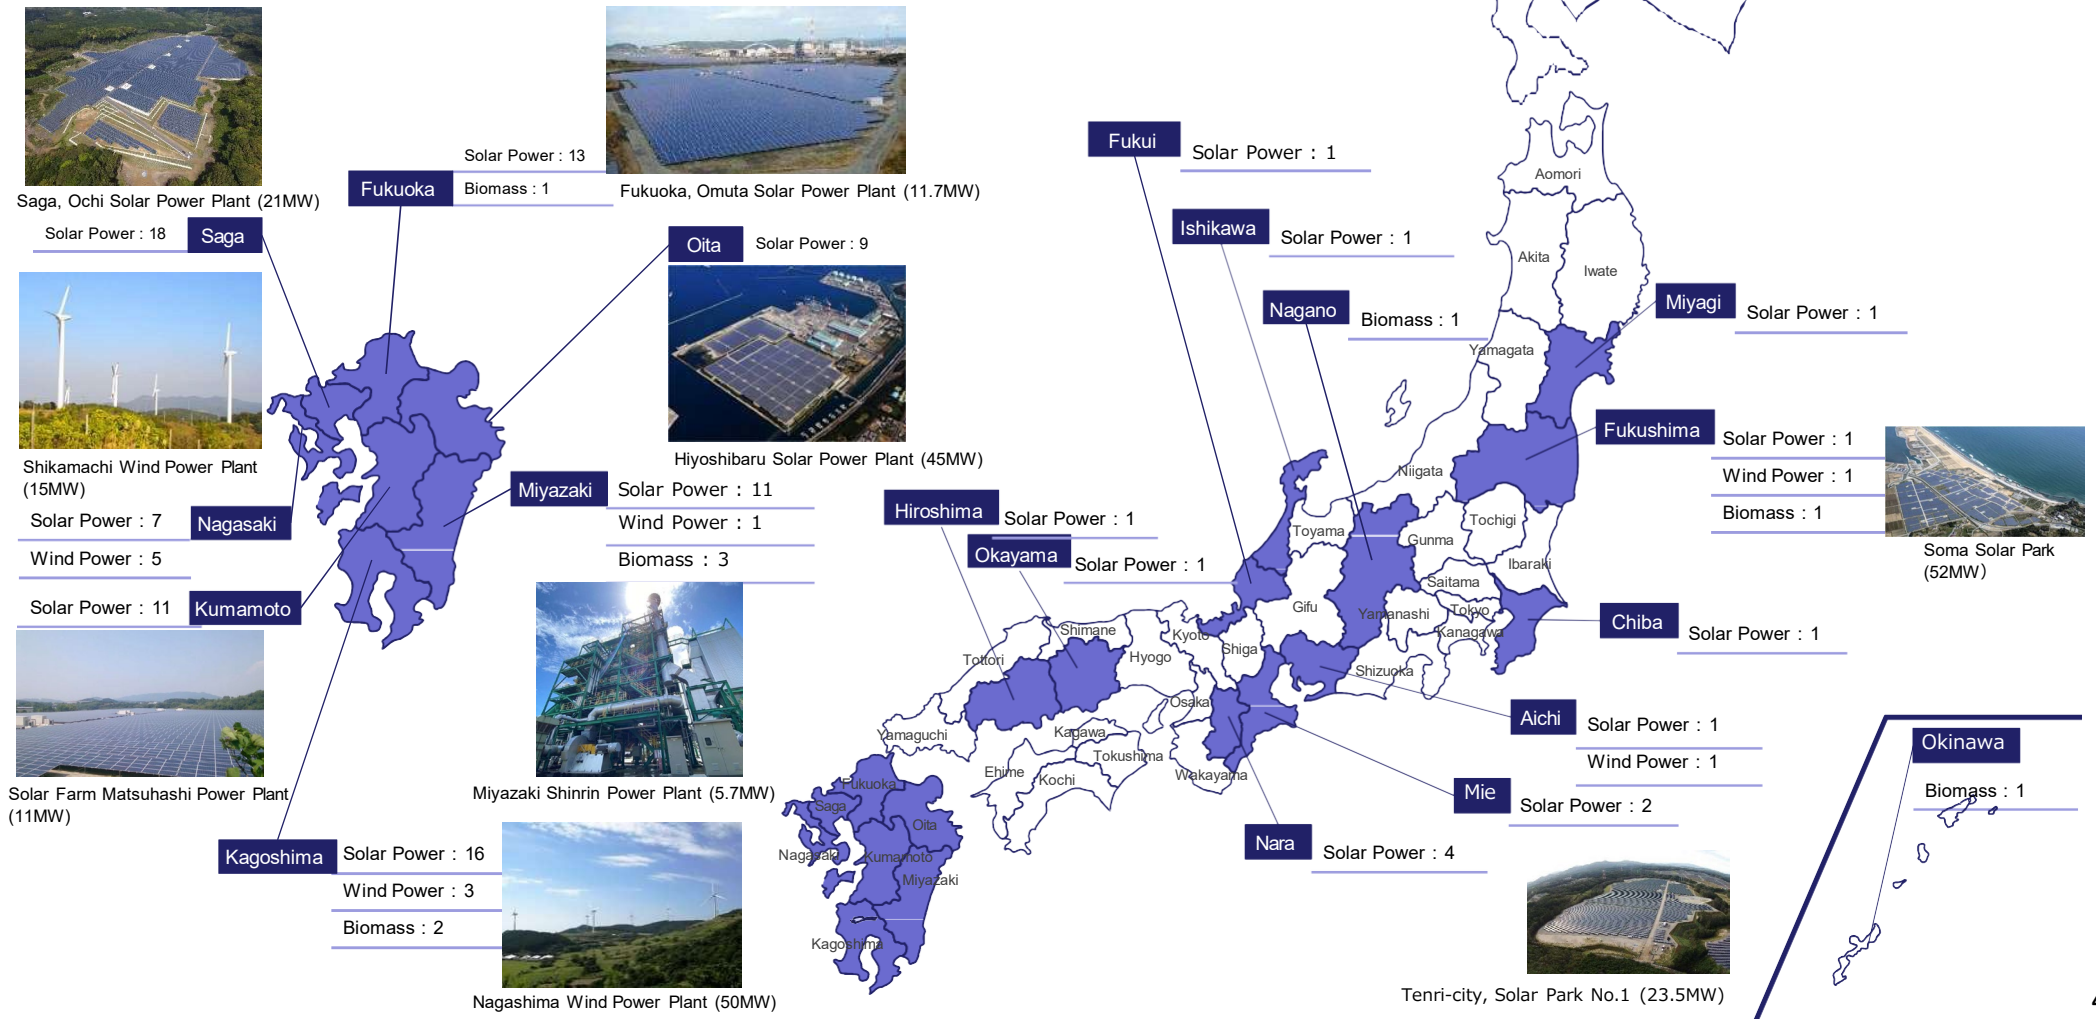 Saga, Ochi Solar Power Plant (21MW)
Solar Power : 18
Saga
Fukuoka
Solar Power : 13
Biomass : 1
Fukuoka, Omuta Solar Power Plant (11.7MW)
Oita
Solar Power : 9
Hiyoshibaru Solar Power Plant (45MW)
Shikamachi Wind Power Plant
(15MW)
Solar Power : 7
Nagasaki
Wind Power : 5
Solar Power : 11
Kumamoto
Solar Farm Matsuhashi Power Plant
(11MW)
Miyazaki
Solar Power : 11
Wind Power : 1
Biomass : 3
Miyazaki Shinrin Power Plant (5.7MW)
Kagoshima
Solar Power : 16
Wind Power : 3
Biomass : 2
Nagashima Wind Power Plant (50MW)
Fukui
Solar Power : 1
Ishikawa
Solar Power : 1
Nagano
Biomass : 1
Hiroshima
Solar Power : 1
Okayama
Solar Power : 1
Miyagi
Solar Power : 1
Fukushima
Solar Power : 1
Wind Power : 1
Biomass : 1
Soma Solar Park
(52MW)
Chiba
Solar Power : 1
Aichi
Solar Power : 1
Wind Power : 1
Mie
Solar Power : 2
Nara
Solar Power : 4
Tenri-city, Solar Park No.1 (23.5MW)
Okinawa
Biomass : 1
Aomori
Akita
Iwate
Yamagata
Niigata
Toyama
Tochigi
Gunma
Ibaraki
Saitama
Gifu
Yamanashi
Tokyo
Kanagawa
Shizuoka
Shimane
Kyoto
Shiga
Tottori
Hyogo
Osaka
Yamaguchi
Kagawa
Tokushima
Ehime
Kochi
Wakayama
Fukuoka
Saga
Oita
Nagasaki
Kumamoto
Miyazaki
Kagoshima